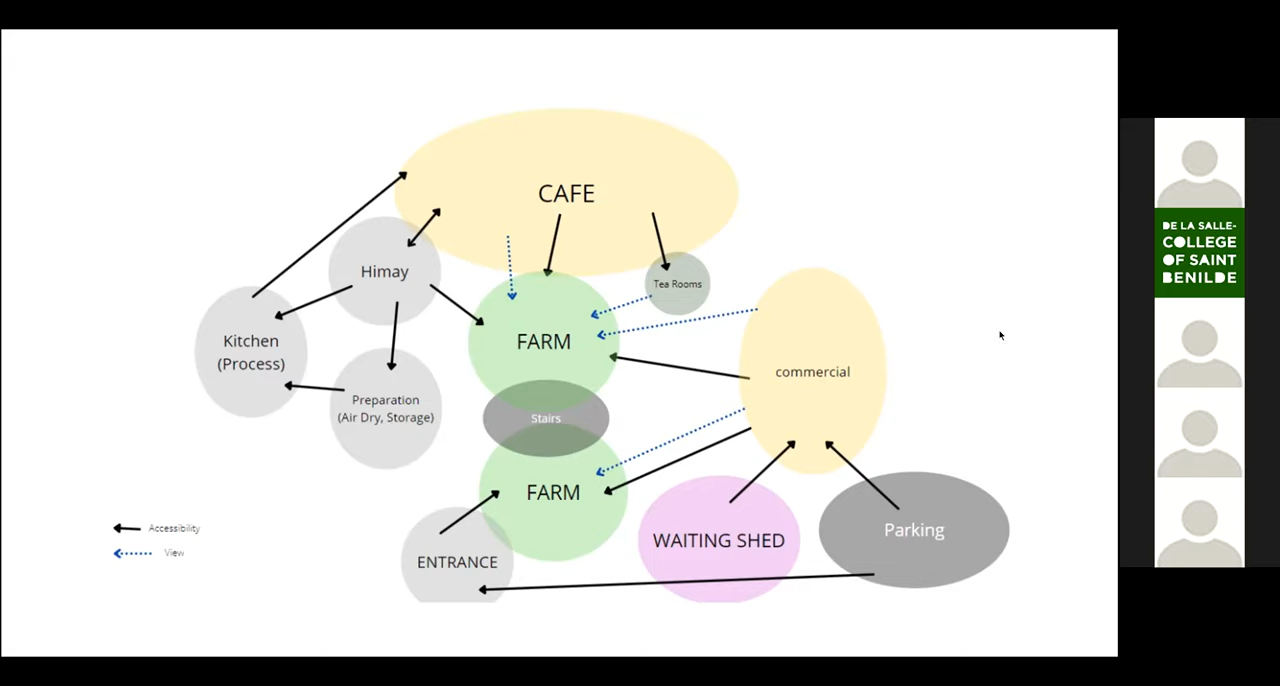 CAFE
Himay
Tea Rooms
Kitchen
(Process)
FARM
commercial
Preparation
(Air Dry, Storage)
Stairs
FARM
ENTRANCE
WAITING SHED
Parking
Accessibility
View
DE LA SALLE-
COLLEGE
OF SAINT
BENILDE